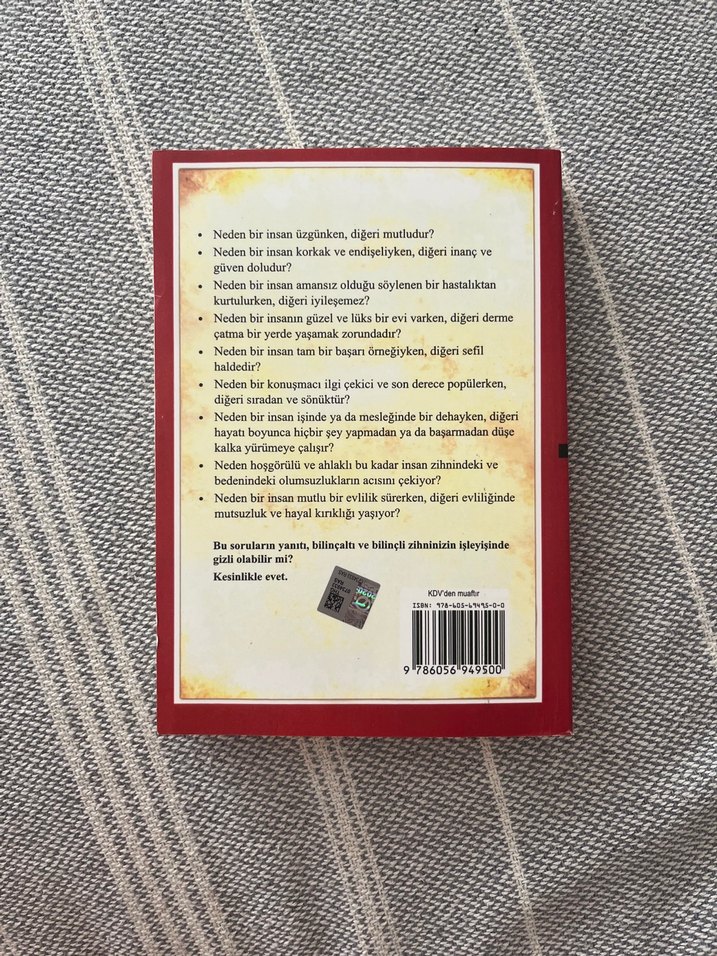 • Neden bir insan üzgünken, diğeri mutludur?
• Neden bir insan korkak ve endişeliyken, diğeri inanç ve
güven doludur?
• Neden bir insan amansız olduğu söylenen bir hastalıktan
kurtulurken, diğeri iyileşemez?
• Neden bir insanın güzel ve lüks bir evi varken, diğeri derme
çatma bir yerde yaşamak zorundadır?
• Neden bir insan tam bir başarı örneğiyken, diğeri sefil
haldedir?
• Neden bir konuşmacı ilgi çekici ve son derece popülerken,
diğeri sıradan ve sönüktür?
• Neden bir insan işinde ya da mesleğinde bir dehayken, diğeri
hayatı boyunca hiçbir şey yapmadan ya da başarmadan düşe
kalka yürümeye çalışır?
• Neden hoşgörülü ve ahlaklı bu kadar insan zihnindeki ve
bedenindeki olumsuzlukların acısını çekiyor?
• Neden bir insan mutlu bir evlilik sürerken, diğeri evliliğinde
mutsuzluk ve hayal kırıklığı yaşıyor?
Bu soruların yanıtı, bilinçaltı ve bilinçli zihninizin işleyişinde
gizli olabilir mi?
Kesinlikle evet.
KDV'den muaftır
ISBN: 978-605-69495-0-0
9 786056 949500